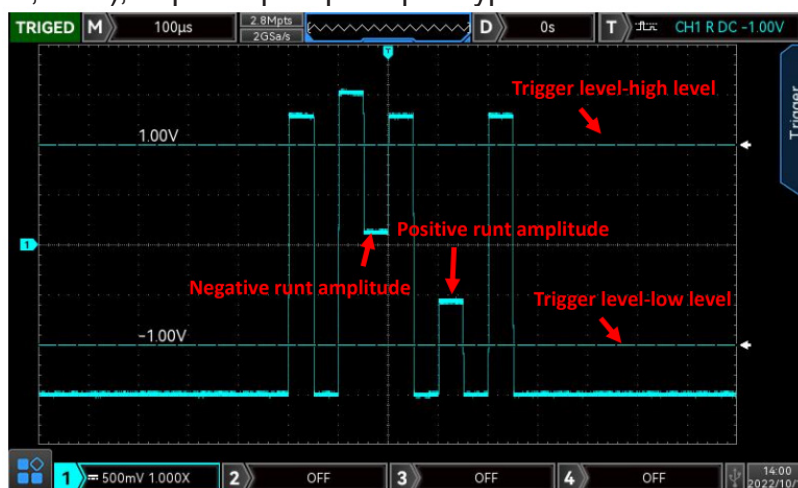 TRIGED M 100µs 2.8Mpts D 0s T CH1 R DC -1.00V
2GSa/s
T
Trigger level-high level
Trigger
1.00V
1
Positive runt amplitude
Negative runt amplitude
Trigger level-low level
-1.00V
1 500mV 1.000X 2 OFF 3 OFF 4 OFF 14:00